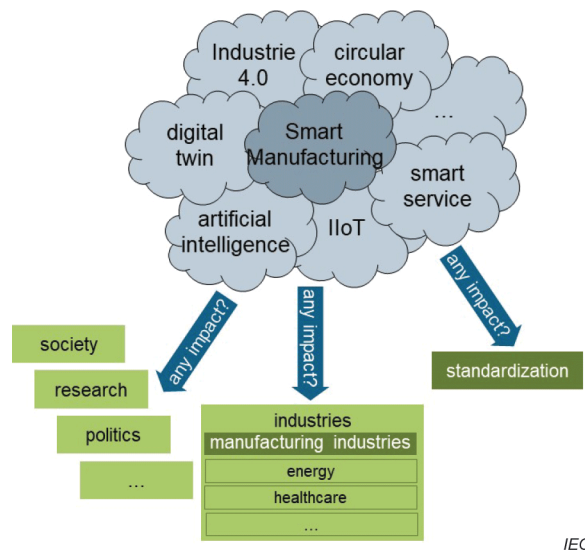 Industrie
4.0
circular
economy
...
digital
twin
Smart
Manufacturing
smart
service
artificial
intelligence
IIoT
any impact?
any impact?
any impact?
society
research
politics
...
standardization
industries
manufacturing industries
energy
healthcare
...
IEC